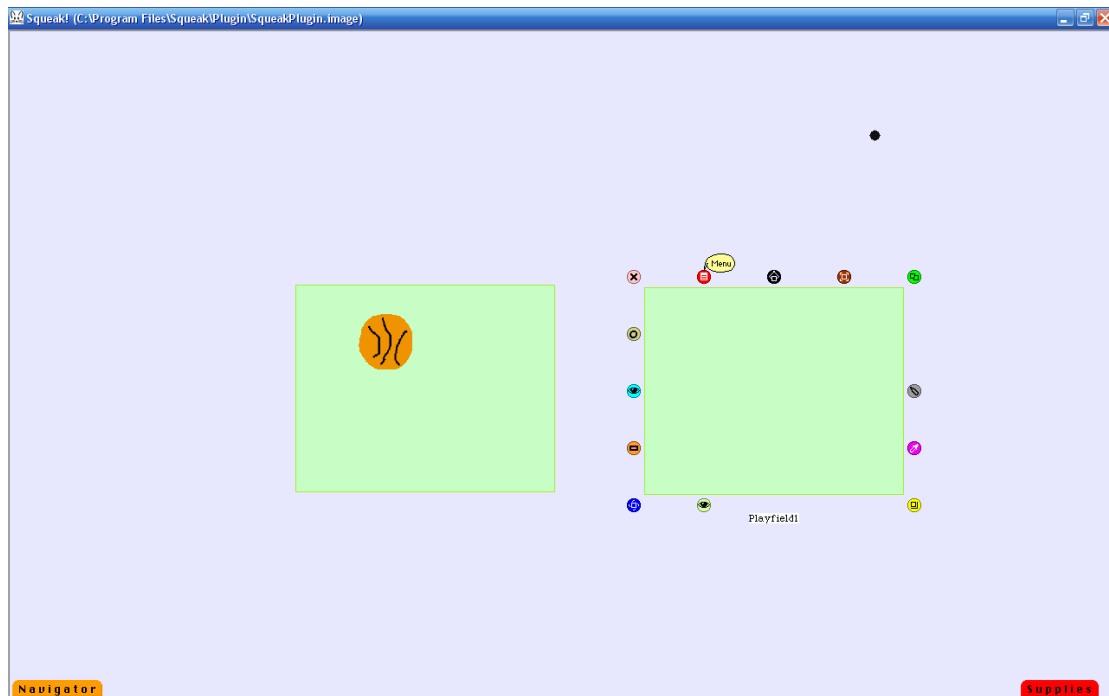 Squeak! (C:\Program Files\Squeak\Plugin\SqueakPlugin.image)
Menu
Playfield1
Navigator
Supplies